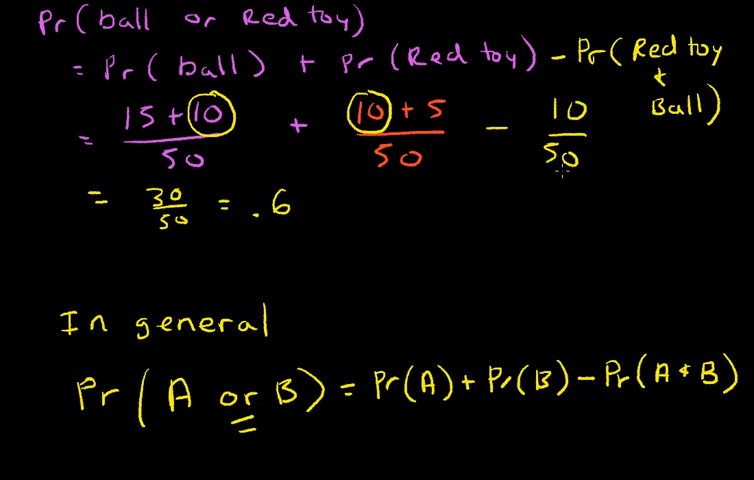 Pr(ball or Red toy)
= Pr(ball) + Pr(Red toy) - Pr(Red toy & Ball)
= 15 + 10 / 50 + 10 + 5 / 50 - 10 / 50
= 30 / 50 = .6
In general
Pr(A or B) = Pr(A) + Pr(B) - Pr(A & B)